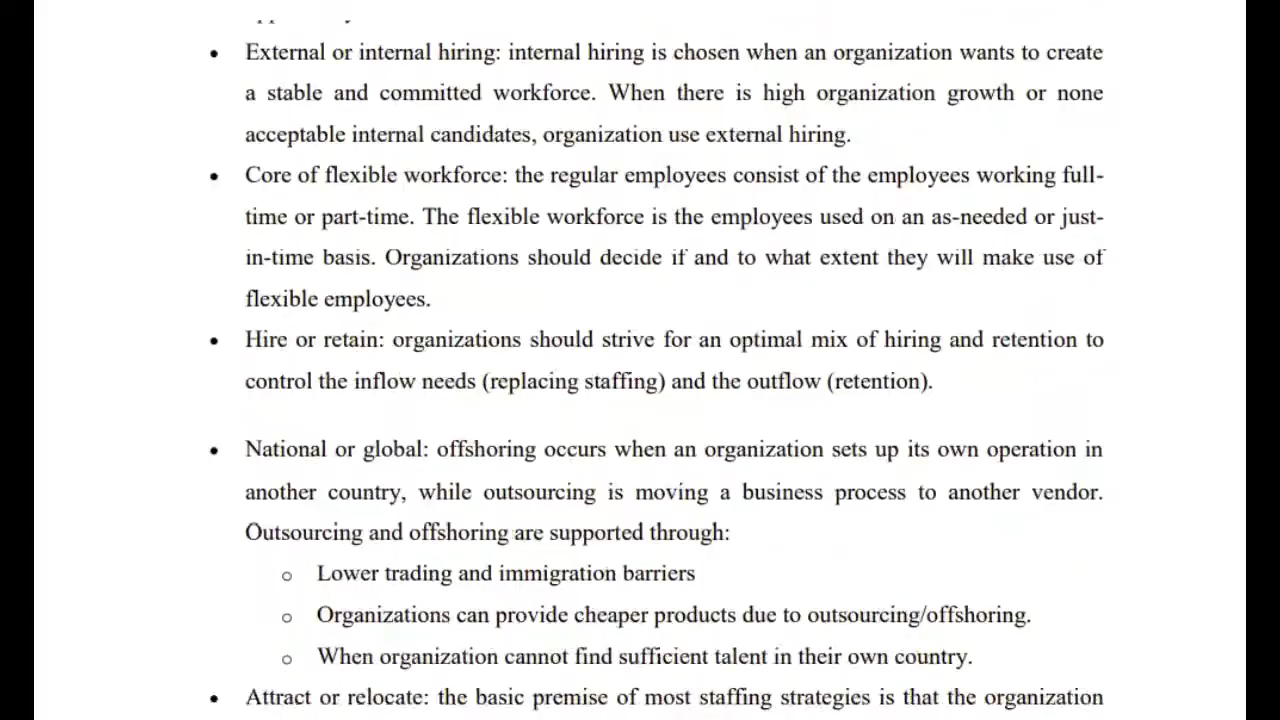 • External or internal hiring: internal hiring is chosen when an organization wants to create
a stable and committed workforce. When there is high organization growth or none
acceptable internal candidates, organization use external hiring.
• Core of flexible workforce: the regular employees consist of the employees working full-
time or part-time. The flexible workforce is the employees used on an as-needed or just-
in-time basis. Organizations should decide if and to what extent they will make use of
flexible employees.
• Hire or retain: organizations should strive for an optimal mix of hiring and retention to
control the inflow needs (replacing staffing) and the outflow (retention).
• National or global: offshoring occurs when an organization sets up its own operation in
another country, while outsourcing is moving a business process to another vendor.
Outsourcing and offshoring are supported through:
o Lower trading and immigration barriers
o Organizations can provide cheaper products due to outsourcing/offshoring.
o When organization cannot find sufficient talent in their own country.
• Attract or relocate: the basic premise of most staffing strategies is that the organization